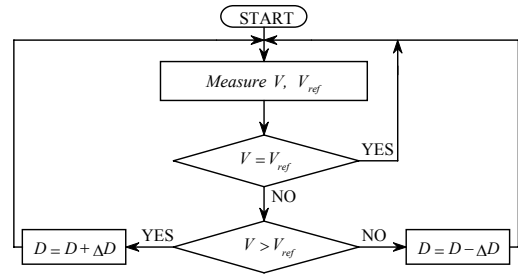 START
Measure V, V_ref
V = V_ref
YES
NO
D = D + ΔD
YES
V > V_ref
NO
D = D − ΔD